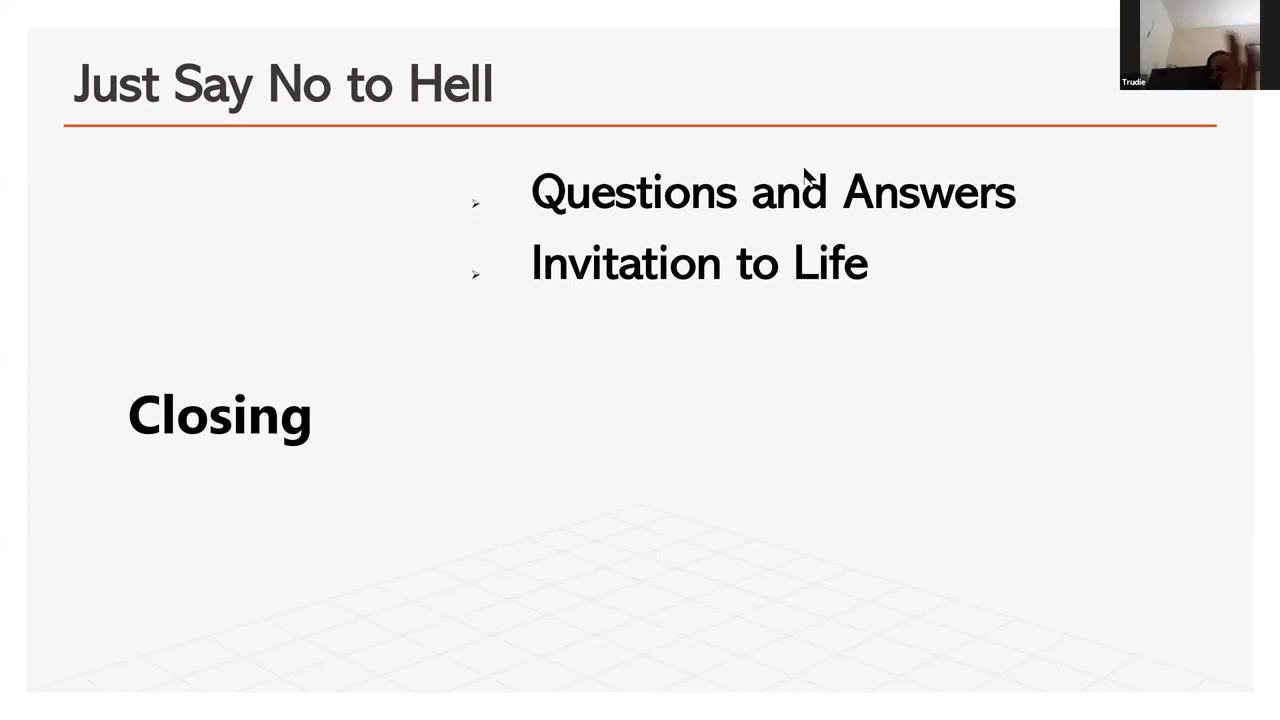 Just Say No to Hell
Trudie
Questions and Answers
Invitation to Life
Closing